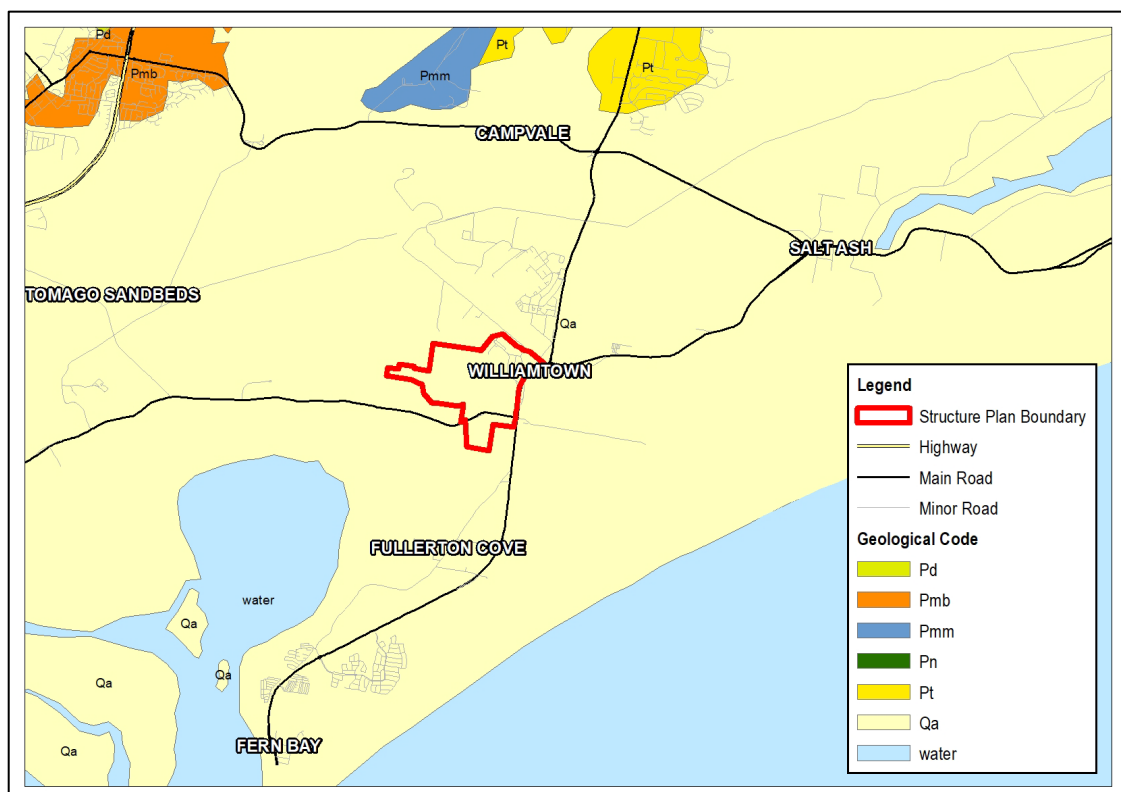 Pd
Pmb
Pmm
Pt
Pt
CAMPVALE
SALT ASH
TOMAGO SANDBEDS
Qa
WILLIAMTOWN
FULLERTON COVE
water
Qa
Qa
Qa
Qa
FERN BAY
Legend
Structure Plan Boundary
Highway
Main Road
Minor Road
Geological Code
Pd
Pmb
Pmm
Pn
Pt
Qa
water